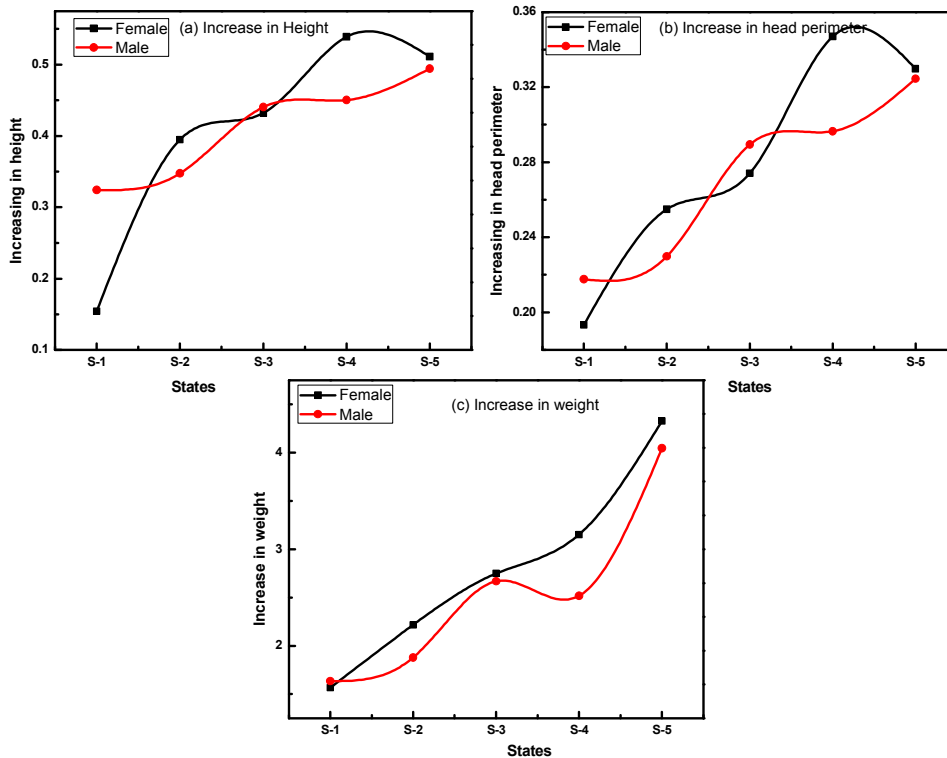 (a) Increase in Height
Female
Male
0.5
0.4
0.3
0.2
0.1
Increasing in height
S-1 S-2 S-3 S-4 S-5
States
(b) Increase in head perimeter
Female
Male
0.36
0.32
0.28
0.24
0.20
Increasing in head perimeter
S-1 S-2 S-3 S-4 S-5
States
(c) Increase in weight
Female
Male
4
3
2
Increase in weight
S-1 S-2 S-3 S-4 S-5
States